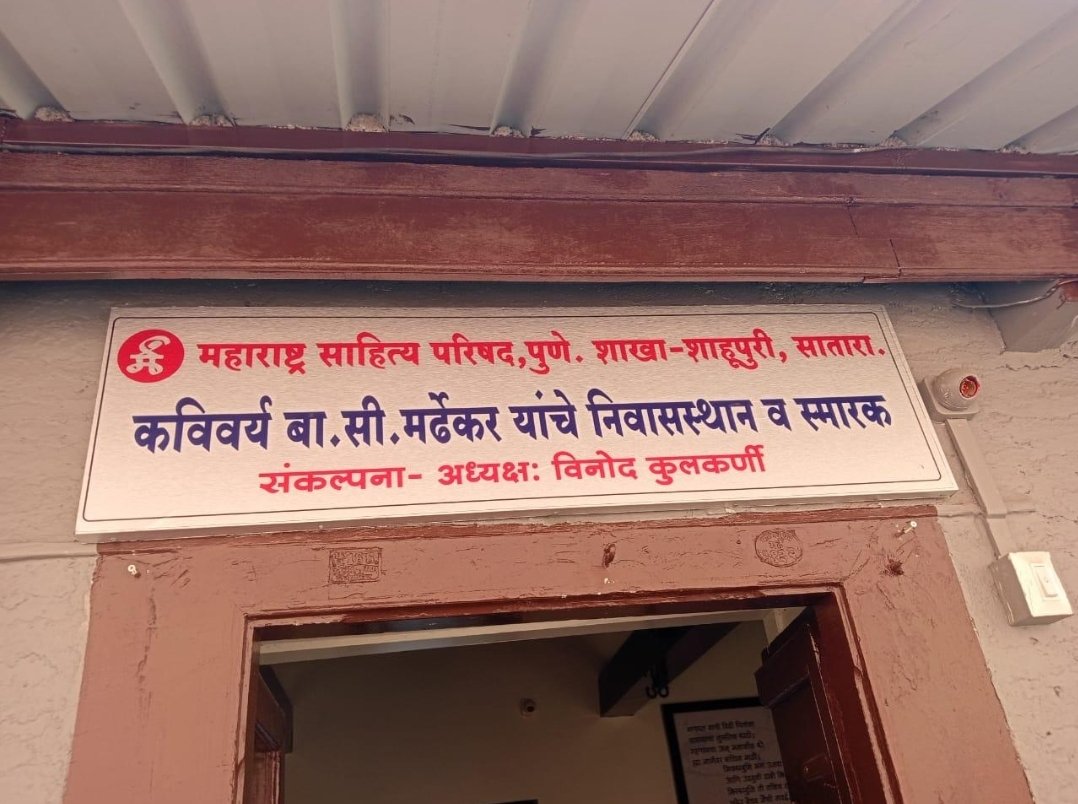 महाराष्ट्र साहित्य परिषद,पुणे. शाखा-शाहूपुरी, सातारा.
कविवर्य बा.सी.मर्ढेकर यांचे निवासस्थान व स्मारक
संकल्पना- अध्यक्ष: विनोद कुलकर्णी